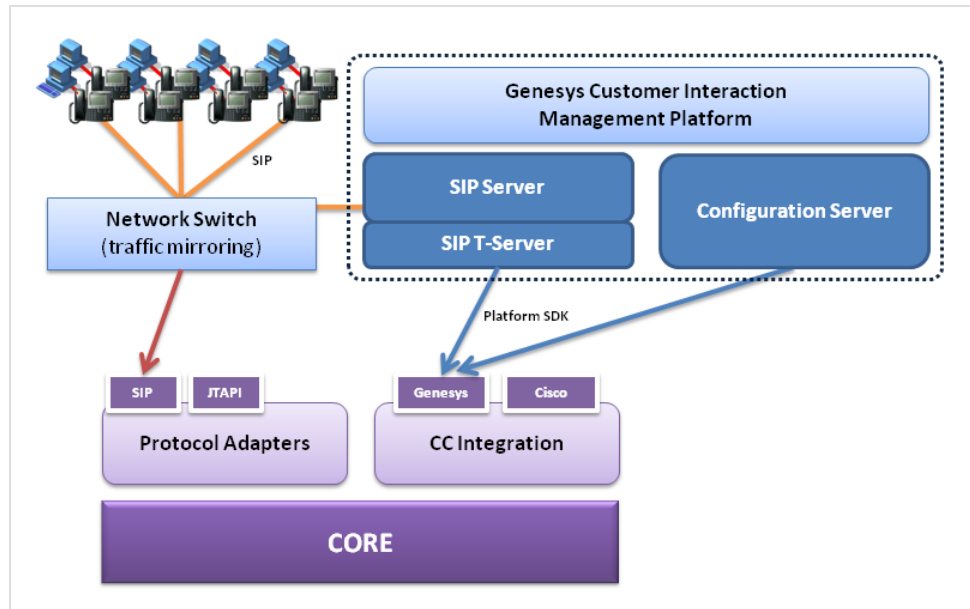 Genesys Customer Interaction
Management Platform
SIP
SIP Server
Configuration Server
Network Switch
(traffic mirroring)
SIP T-Server
Platform SDK
SIP
JTAPI
Genesys
Cisco
Protocol Adapters
CC Integration
CORE